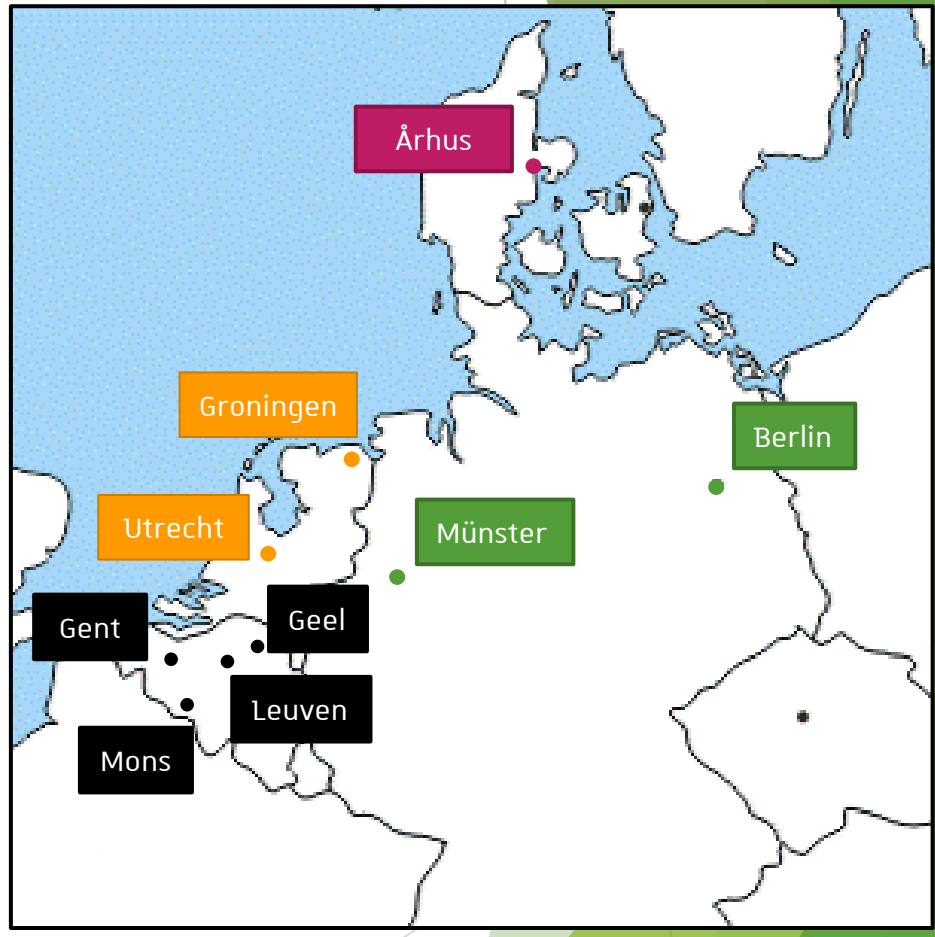 Århus
Groningen
Berlin
Utrecht
Münster
Gent
Geel
Leuven
Mons